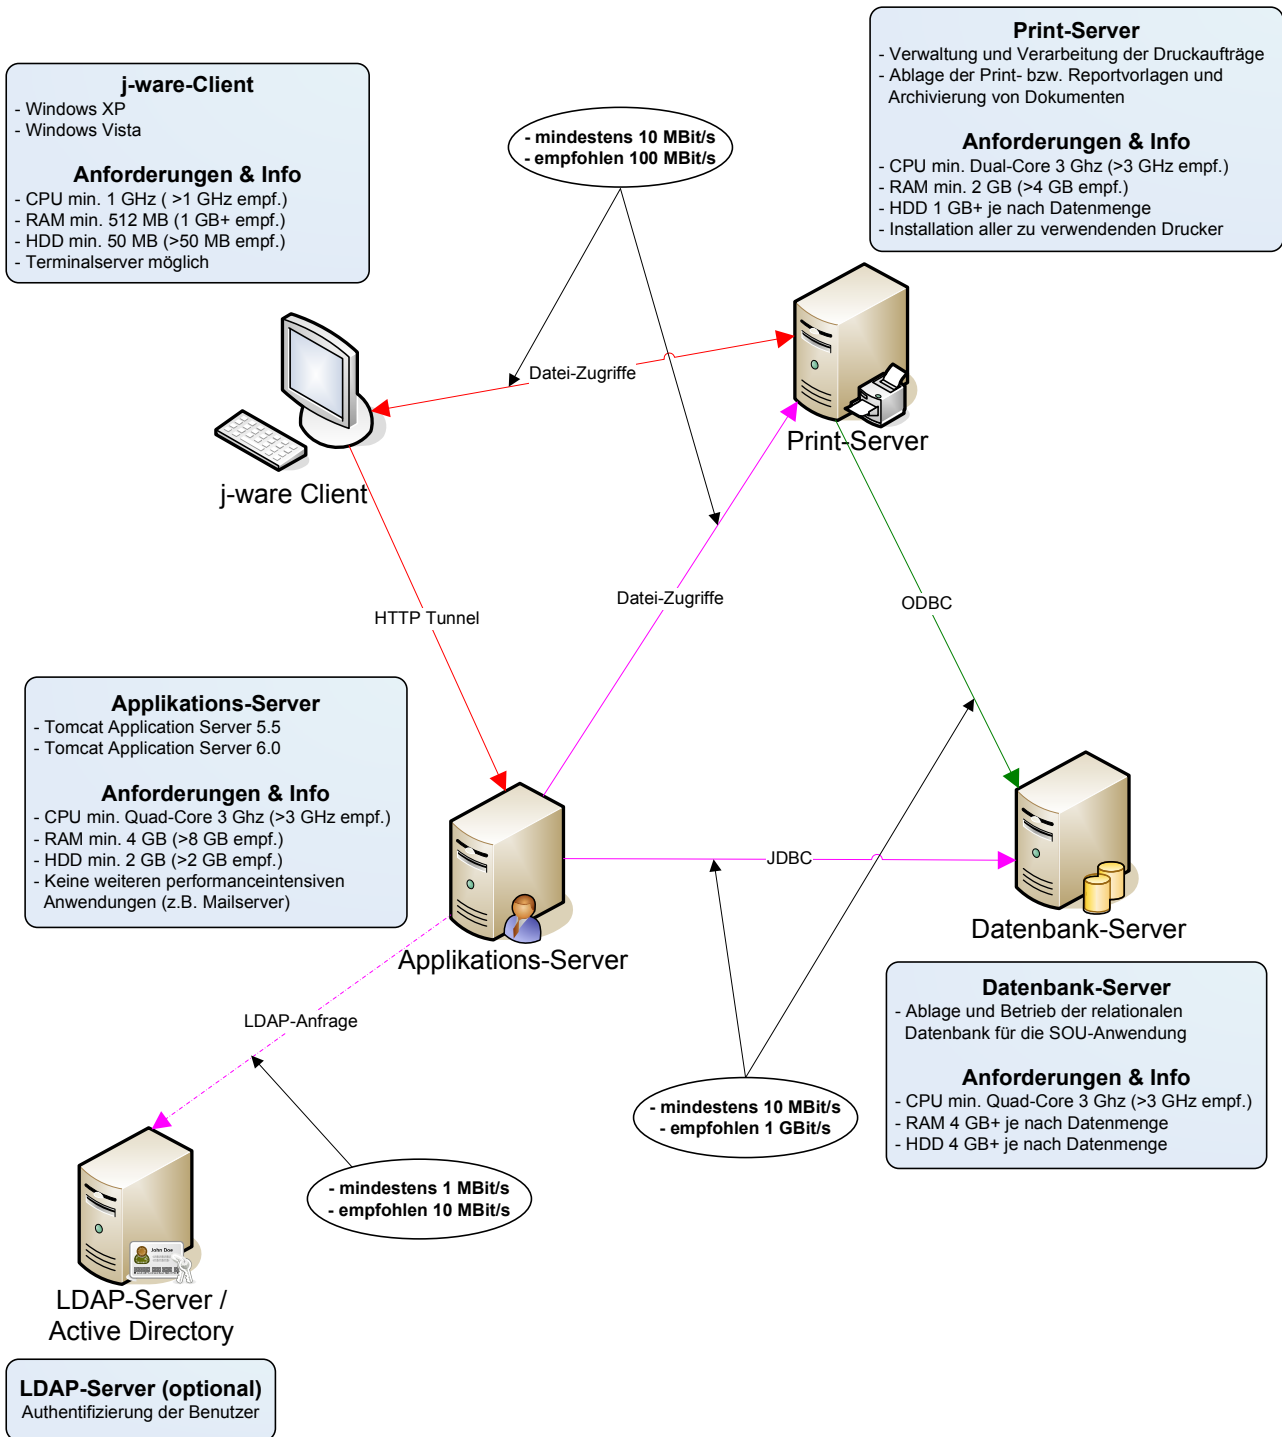 Print-Server
- Verwaltung und Verarbeitung der Druckaufträge
- Ablage der Print- bzw. Reportvorlagen und
Archivierung von Dokumenten
Anforderungen & Info
- CPU min. Dual-Core 3 Ghz (>3 GHz empf.)
- RAM min. 2 GB (>4 GB empf.)
- HDD 1 GB+ je nach Datenmenge
- Installation aller zu verwendenden Drucker
j-ware-Client
- Windows XP
- Windows Vista
Anforderungen & Info
- CPU min. 1 GHz ( >1 GHz empf.)
- RAM min. 512 MB (1 GB+ empf.)
- HDD min. 50 MB (>50 MB empf.)
- Terminalserver möglich
- mindestens 10 MBit/s
- empfohlen 100 MBit/s
Datei-Zugriffe
Print-Server
j-ware Client
HTTP Tunnel
Datei-Zugriffe
ODBC
Applikations-Server
- Tomcat Application Server 5.5
- Tomcat Application Server 6.0
Anforderungen & Info
- CPU min. Quad-Core 3 Ghz (>3 GHz empf.)
- RAM min. 4 GB (>8 GB empf.)
- HDD min. 2 GB (>2 GB empf.)
- Keine weiteren performanceintensiven
Anwendungen (z.B. Mailserver)
JDBC
Applikations-Server
Datenbank-Server
Datenbank-Server
- Ablage und Betrieb der relationalen
Datenbank für die SOU-Anwendung
Anforderungen & Info
- CPU min. Quad-Core 3 Ghz (>3 GHz empf.)
- RAM 4 GB+ je nach Datenmenge
- HDD 4 GB+ je nach Datenmenge
LDAP-Anfrage
- mindestens 10 MBit/s
- empfohlen 1 GBit/s
- mindestens 1 MBit/s
- empfohlen 10 MBit/s
John Doe
LDAP-Server /
Active Directory
LDAP-Server (optional)
Authentifizierung der Benutzer